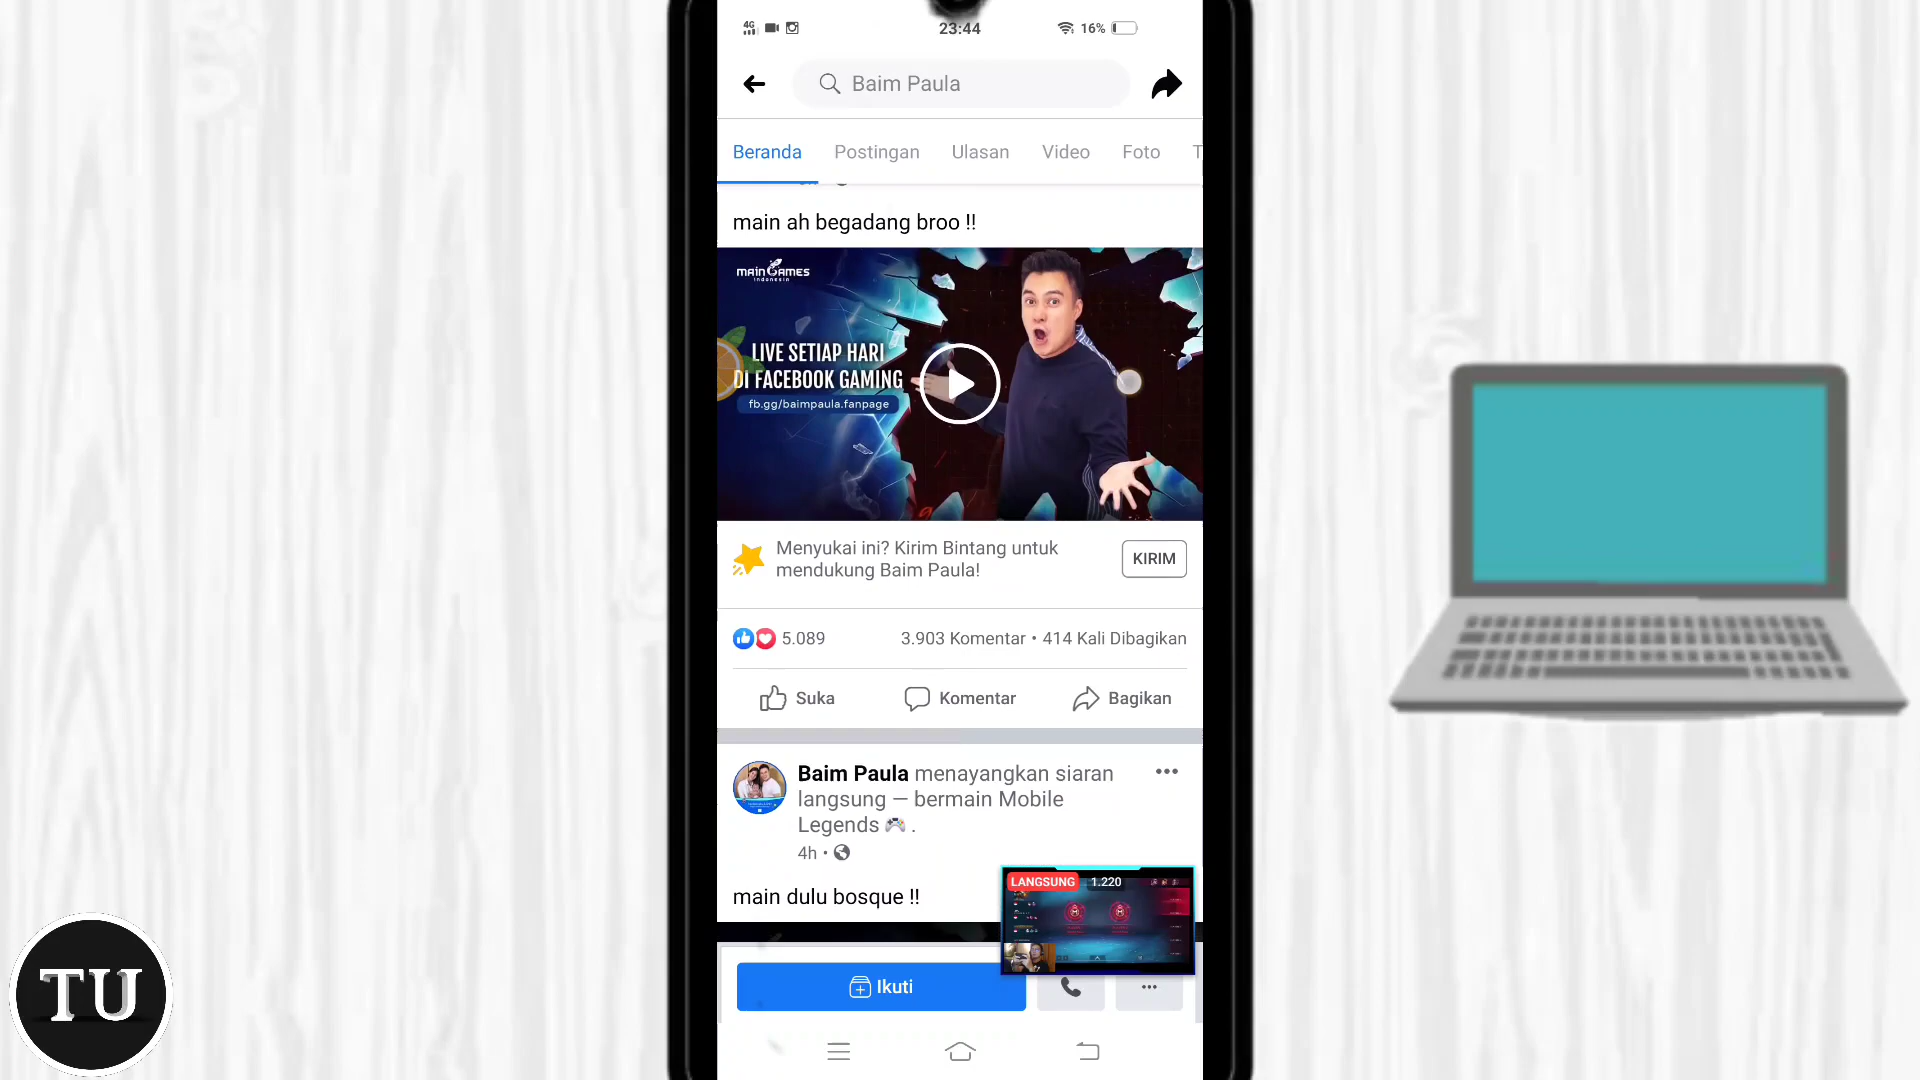 4G
23:44
16%
Baim Paula
Beranda
Postingan
Ulasan
Video
Foto
T
main ah begadang broo !!
MAINGAMES
Indonesia
LIVE SETIAP HARI
DI FACEBOOK GAMING
fb.gg/baimpaula.fanpage
Menyukai ini? Kirim Bintang untuk
mendukung Baim Paula!
KIRIM
5.089
3.903 Komentar • 414 Kali Dibagikan
Suka
Komentar
Bagikan
Baim Paula menayangkan siaran
langsung — bermain Mobile
Legends 🎮 .
4h •
main dulu bosque !!
LANGSUNG
1.220
Ikuti
TU